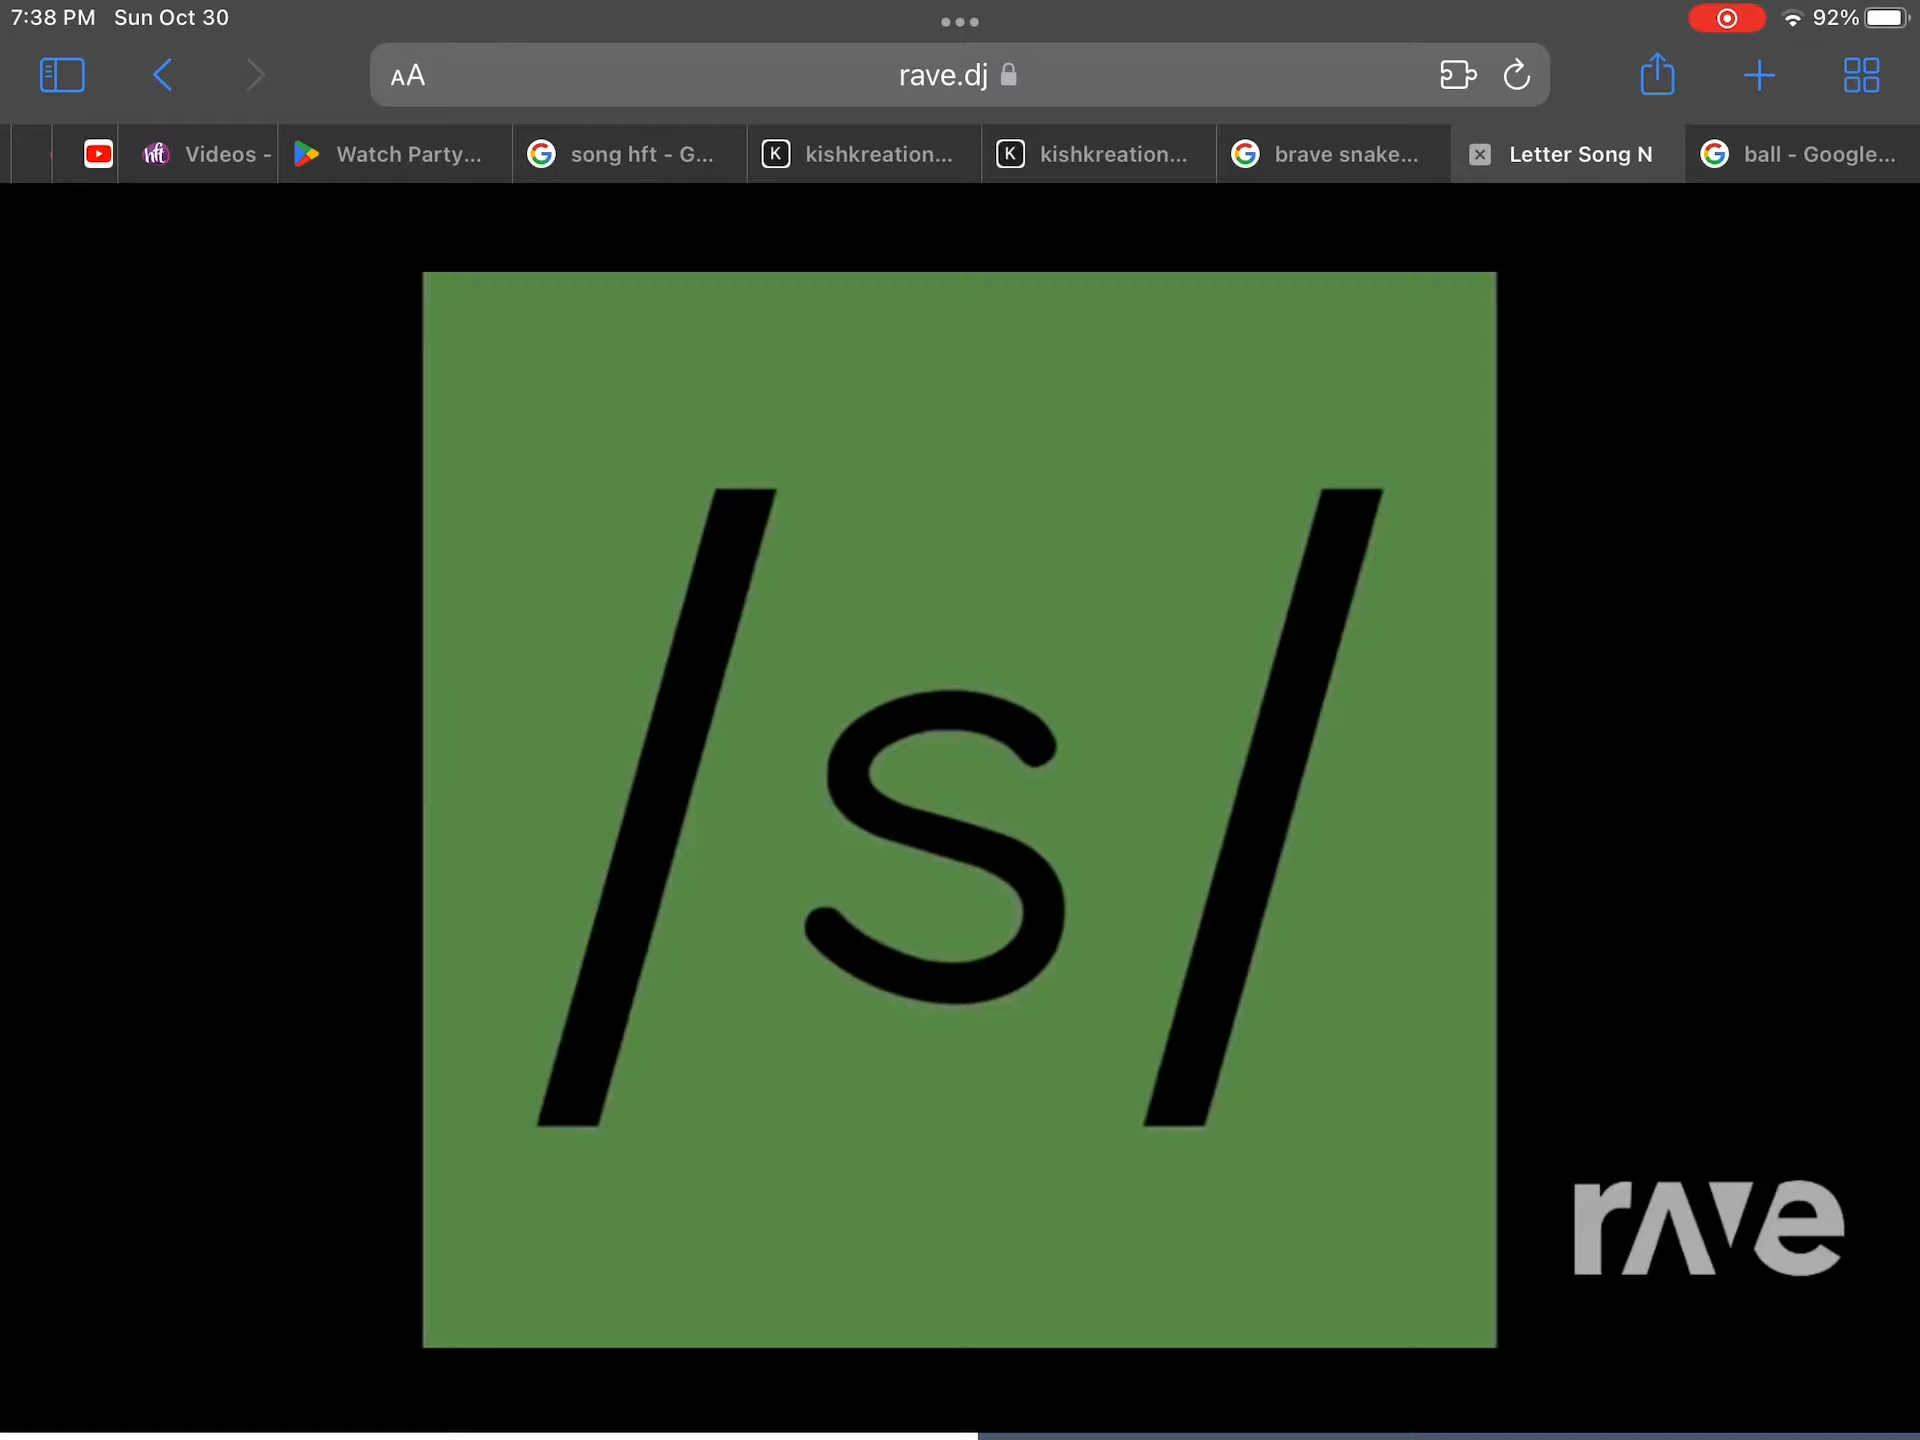 7:38 PM Sun Oct 30
92%
AA
rave.dj
hft Videos -
Watch Party...
G song hft - G...
K kishkreation...
K kishkreation...
G brave snake...
Letter Song N
G ball - Google...
/s/
rave